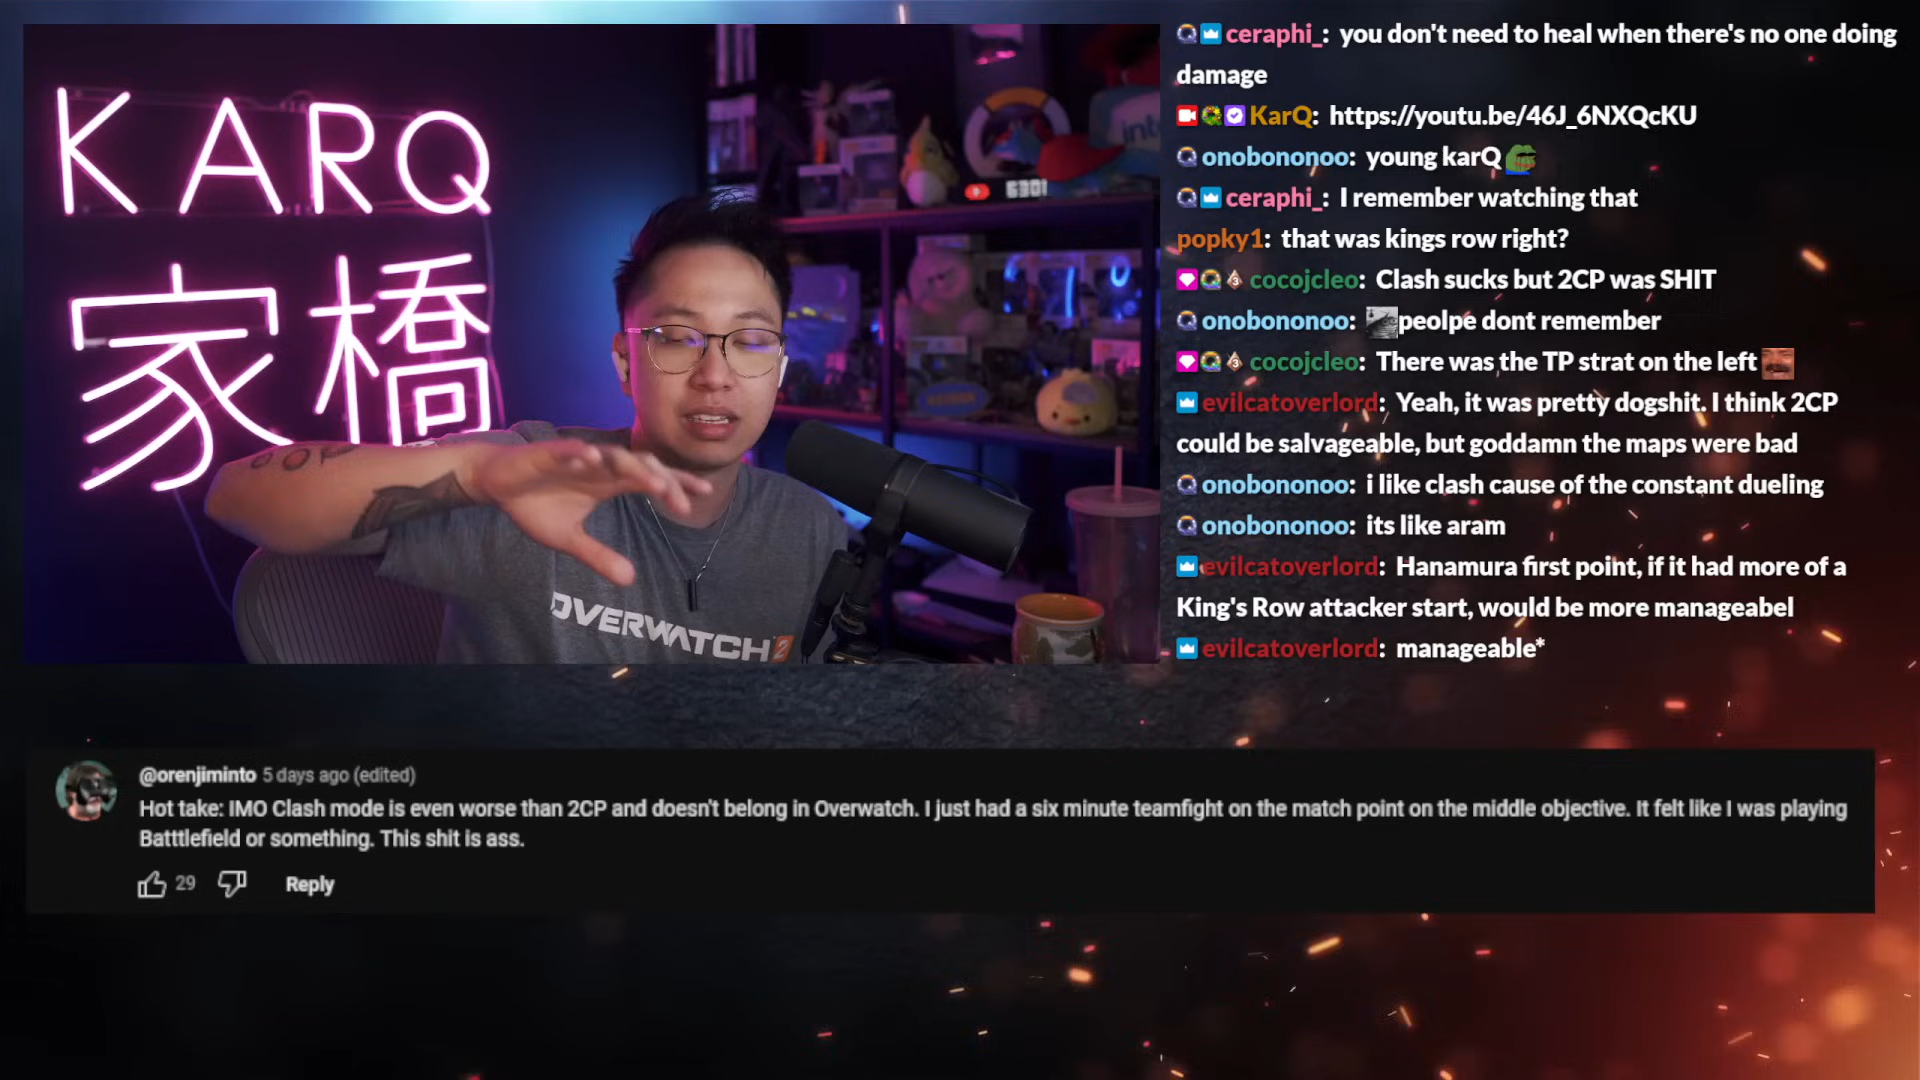 KARQ
家橋
6301
inte
OVERWATCH 2
ceraphi_: you don't need to heal when there's no one doing
damage
KarQ: https://youtu.be/46J_6NXQcKU
onobononoo: young karQ
ceraphi_: I remember watching that
popky1: that was kings row right?
cocojcleo: Clash sucks but 2CP was SHIT
onobononoo: peolpe dont remember
cocojcleo: There was the TP strat on the left
evilcatoverlord: Yeah, it was pretty dogshit. I think 2CP
could be salvageable, but goddamn the maps were bad
onobononoo: i like clash cause of the constant dueling
onobononoo: its like aram
evilcatoverlord: Hanamura first point, if it had more of a
King's Row attacker start, would be more manageabel
evilcatoverlord: manageable*
@orenjiminto 5 days ago (edited)
Hot take: IMO Clash mode is even worse than 2CP and doesn't belong in Overwatch. I just had a six minute teamfight on the match point on the middle objective. It felt like I was playing
Batttlefield or something. This shit is ass.
29 Reply